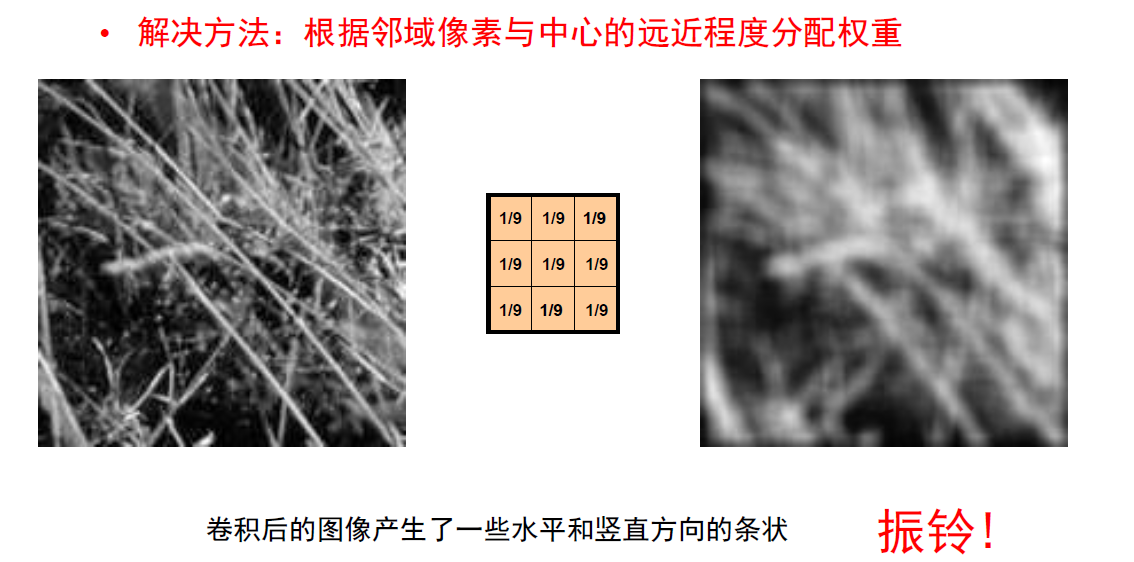 • 解决方法：根据邻域像素与中心的远近程度分配权重
1/9 1/9 1/9
1/9 1/9 1/9
1/9 1/9 1/9
卷积后的图像产生了一些水平和竖直方向的条状
振铃！